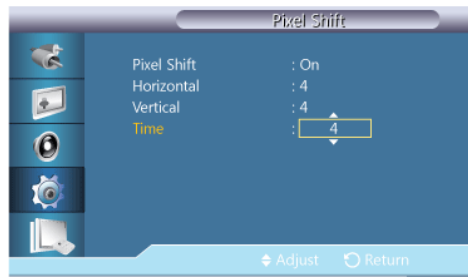 Pixel Shift
Pixel Shift : On
Horizontal : 4
Vertical : 4
Time : 4
Adjust Return